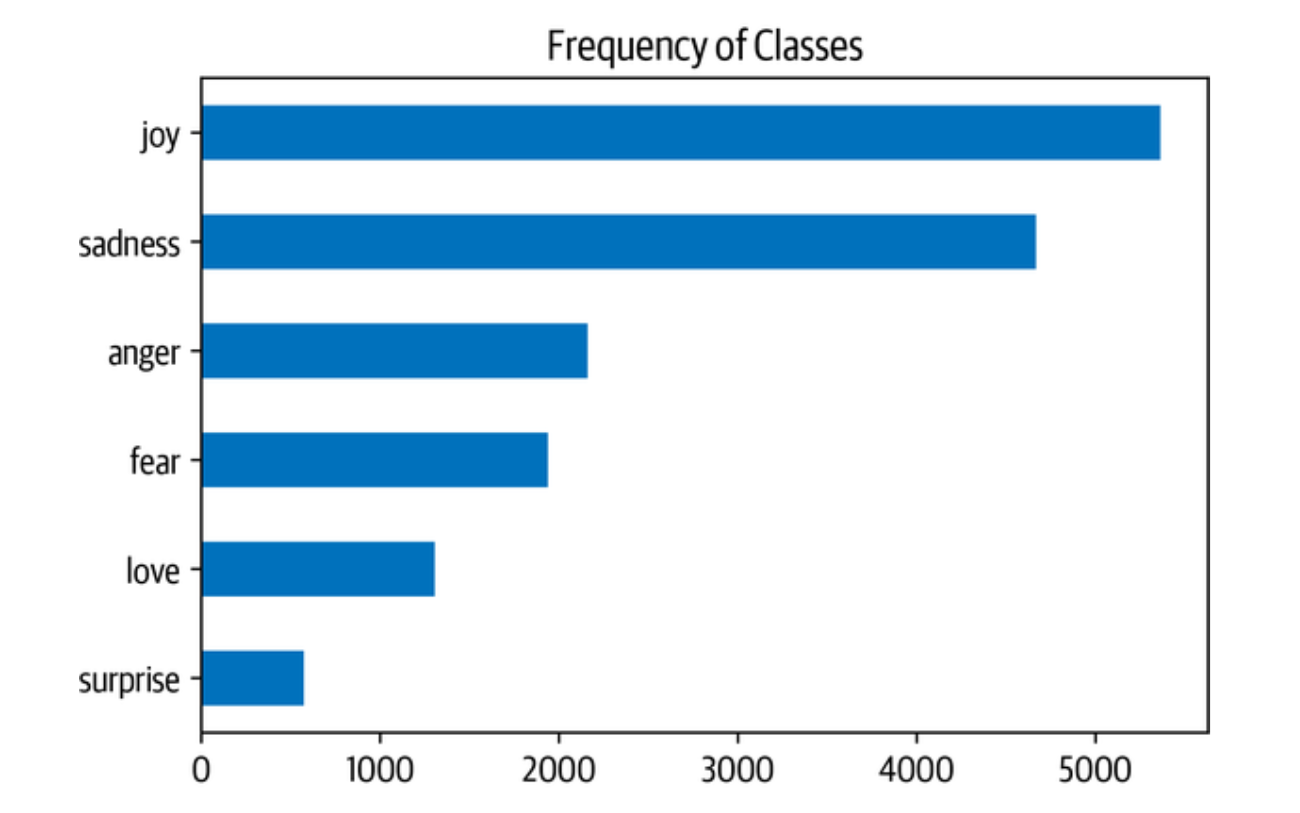 Frequency of Classes
joy
sadness
anger
fear
love
surprise
0 1000 2000 3000 4000 5000